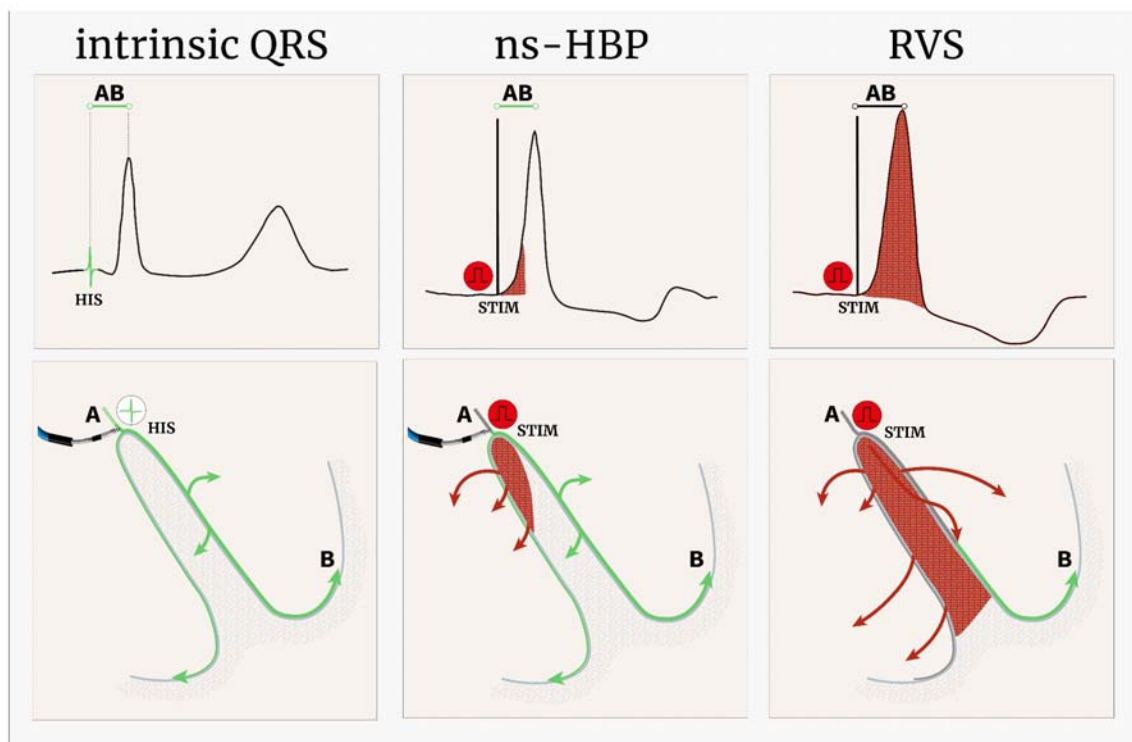 intrinsic QRS
ns-HBP
RVS
AB
HIS
AB
STIM
AB
STIM
A
HIS
B
A
STIM
B
A
STIM
B